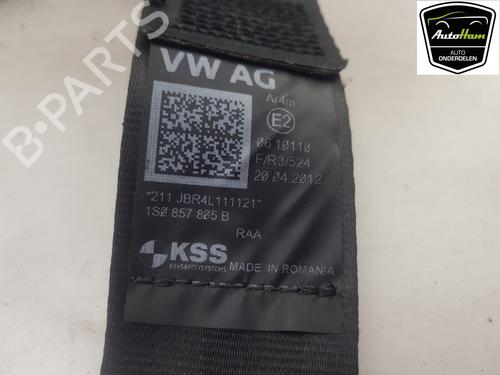 AutoHam
AUTO
ONDERDELEN
B-PARTS
VW AG
Ar4m
E2
06 10110
F/R3/524
20.04.2012
*211 JBR4L111121*
1S0 857 805 B
RAA
KSS
KEYSAFETYSYSTEMS
MADE IN ROMANIA